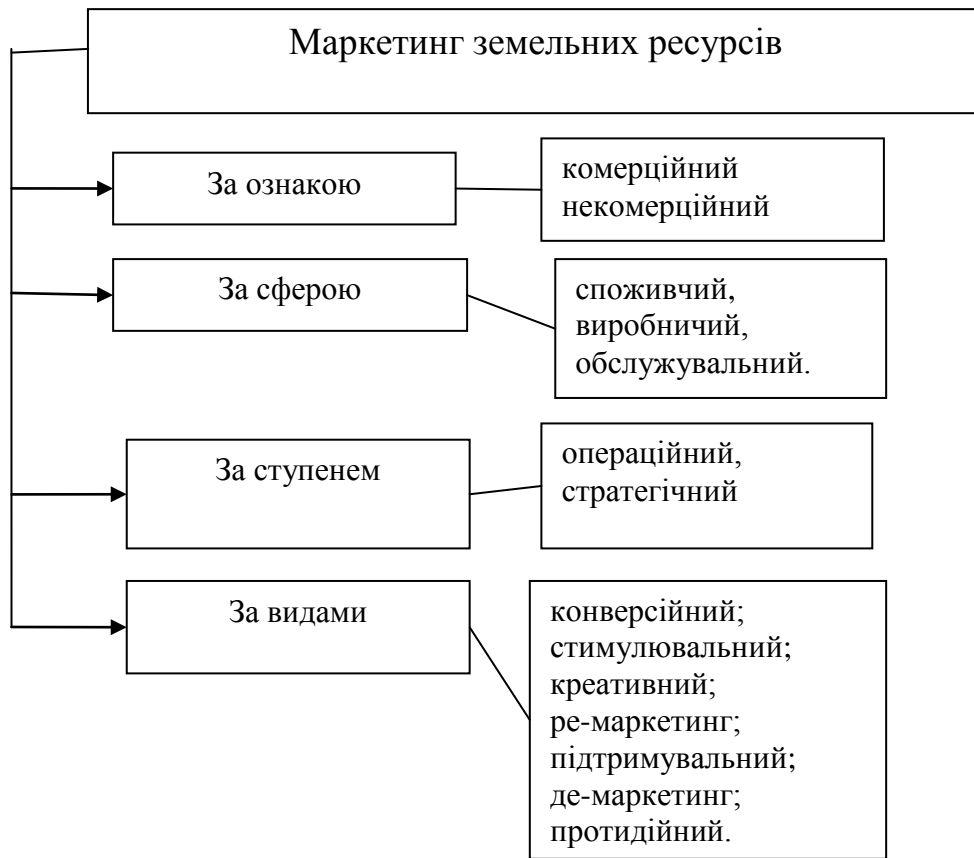 Маркетинг земельних ресурсів
За ознакою
комерційний
некомерційний
За сферою
споживчий,
виробничий,
обслужувальний.
За ступенем
операційний,
стратегічний
За видами
конверсійний;
стимулювальний;
креативний;
ре-маркетинг;
підтримувальний;
де-маркетинг;
протидійний.